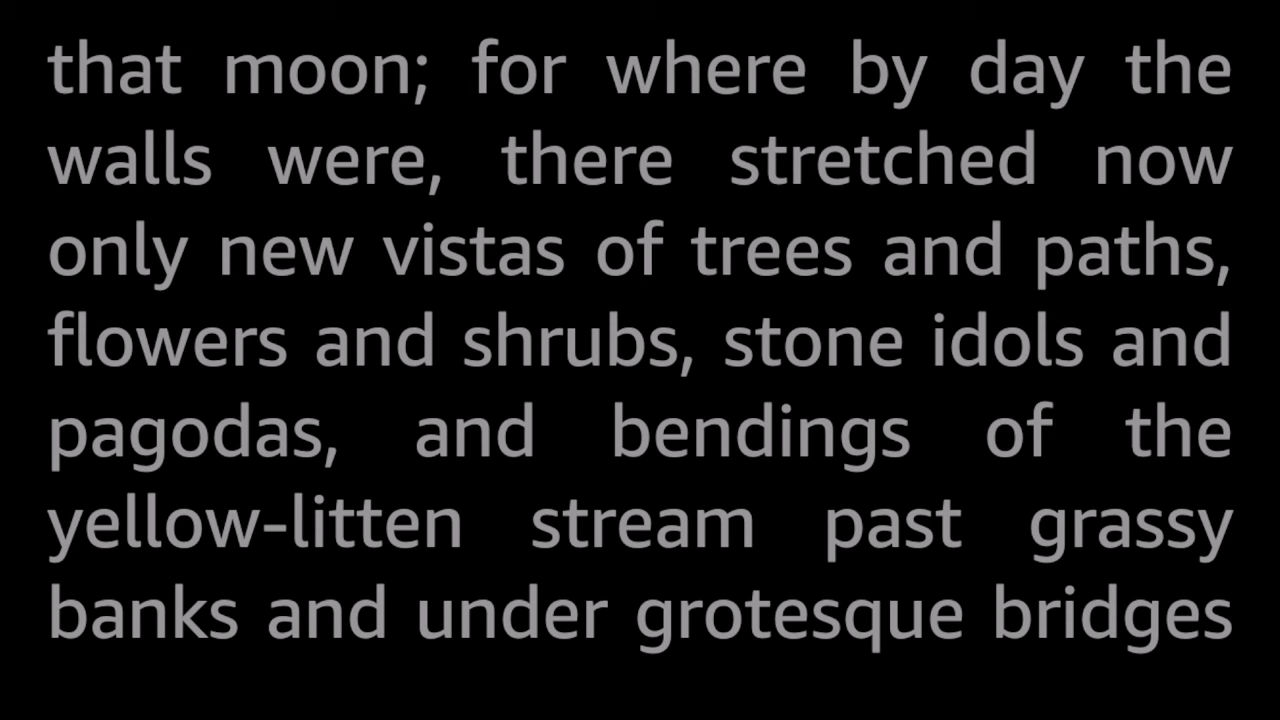 that moon; for where by day the
walls were, there stretched now
only new vistas of trees and paths,
flowers and shrubs, stone idols and
pagodas, and bendings of the
yellow-litten stream past grassy
banks and under grotesque bridges